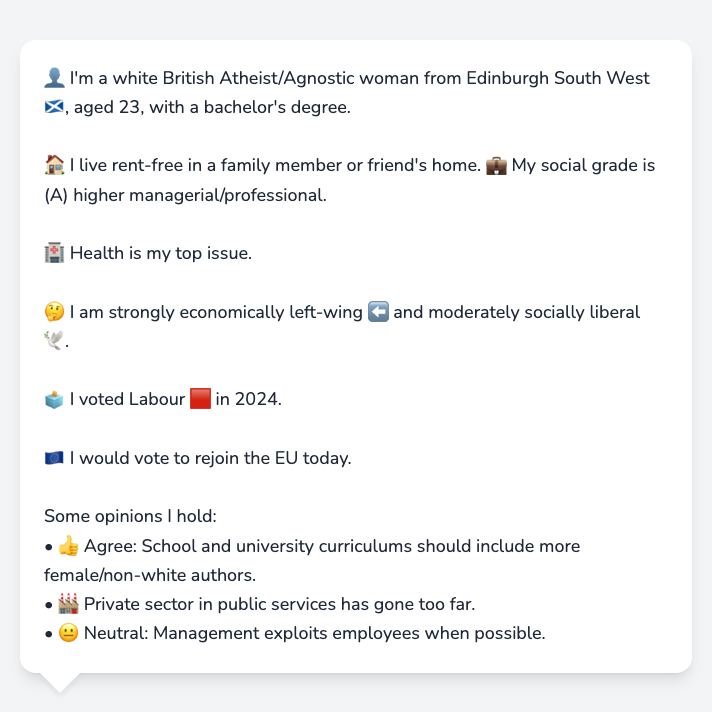 👤 I'm a white British Atheist/Agnostic woman from Edinburgh South West
🏴󠁧󠁢󠁳󠁣󠁴󠁿, aged 23, with a bachelor's degree.
🏠 I live rent-free in a family member or friend's home. 💼 My social grade is
(A) higher managerial/professional.
🏥 Health is my top issue.
🤔 I am strongly economically left-wing ⬅️ and moderately socially liberal
🕊️.
🗳️ I voted Labour 🟥 in 2024.
🇪🇺 I would vote to rejoin the EU today.
Some opinions I hold:
• 👍 Agree: School and university curriculums should include more
female/non-white authors.
• 🏭 Private sector in public services has gone too far.
• 😐 Neutral: Management exploits employees when possible.